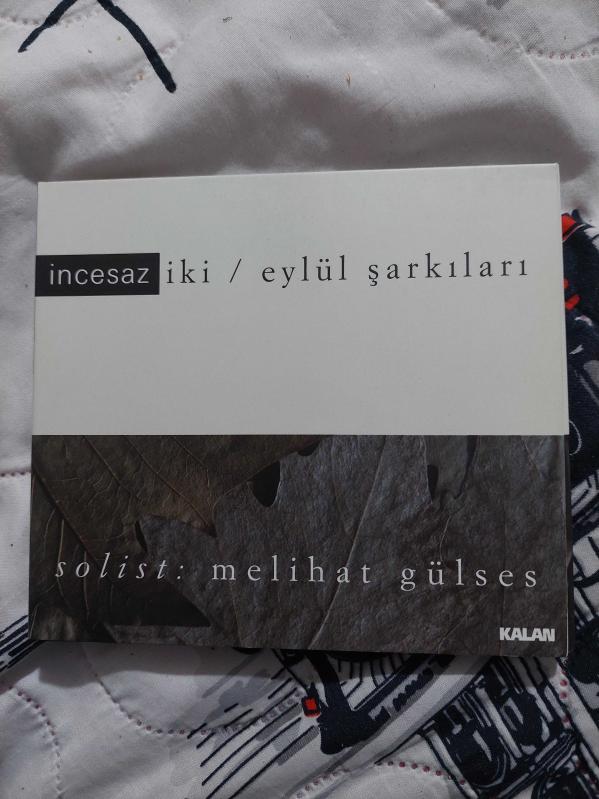 incesaz iki / eylül şarkıları
solist: melihat gülses
KALAN